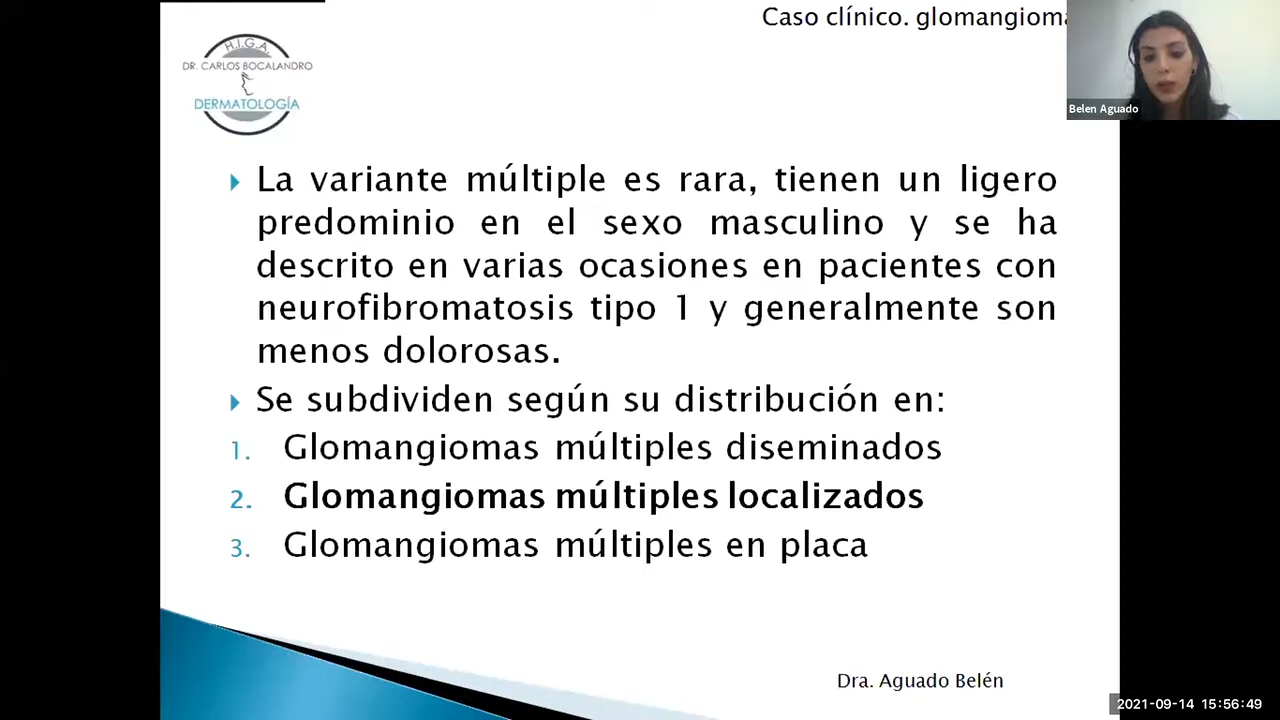 Caso clínico. glomangioma
H.I.G.A.
DR. CARLOS BOCALANDRO
DERMATOLOGÍA
Belen Aguado
La variante múltiple es rara, tienen un ligero
predominio en el sexo masculino y se ha
descrito en varias ocasiones en pacientes con
neurofibromatosis tipo 1 y generalmente son
menos dolorosas.
Se subdividen según su distribución en:
1. Glomangiomas múltiples diseminados
2. Glomangiomas múltiples localizados
3. Glomangiomas múltiples en placa
Dra. Aguado Belén
2021-09-14 15:56:49